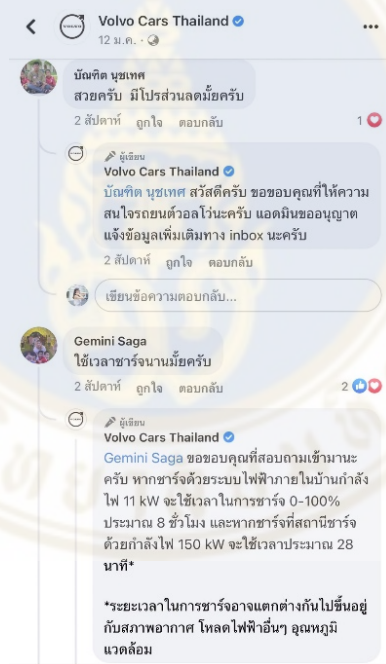 Volvo Cars Thailand
12 ม.ค.
บัณฑิต นุชเทศ
สวยครับ มีโปรส่วนลดมั้ยครับ
2 สัปดาห์ ถูกใจ ตอบกลับ 1
ผู้เขียน
Volvo Cars Thailand
บัณฑิต นุชเทศ สวัสดีครับ ขอขอบคุณที่ให้ความ
สนใจรถยนต์วอลโว่นะครับ แอดมินขออนุญาต
แจ้งข้อมูลเพิ่มเติมทาง inbox นะครับ
2 สัปดาห์ ถูกใจ ตอบกลับ
เขียนข้อความตอบกลับ...
Gemini Saga
ใช้เวลาชาร์จนานมั้ยครับ
2 สัปดาห์ ถูกใจ ตอบกลับ 2
ผู้เขียน
Volvo Cars Thailand
Gemini Saga ขอขอบคุณที่สอบถามเข้ามานะ
ครับ หากชาร์จด้วยระบบไฟฟ้าภายในบ้านกำลัง
ไฟ 11 kW จะใช้เวลาในการชาร์จ 0-100%
ประมาณ 8 ชั่วโมง และหากชาร์จที่สถานีชาร์จ
ด้วยกำลังไฟ 150 kW จะใช้เวลาประมาณ 28
นาที*
*ระยะเวลาในการชาร์จอาจแตกต่างกันไปขึ้นอยู่
กับสภาพอากาศ โหลดไฟฟ้าอื่นๆ อุณหภูมิ
แวดล้อม